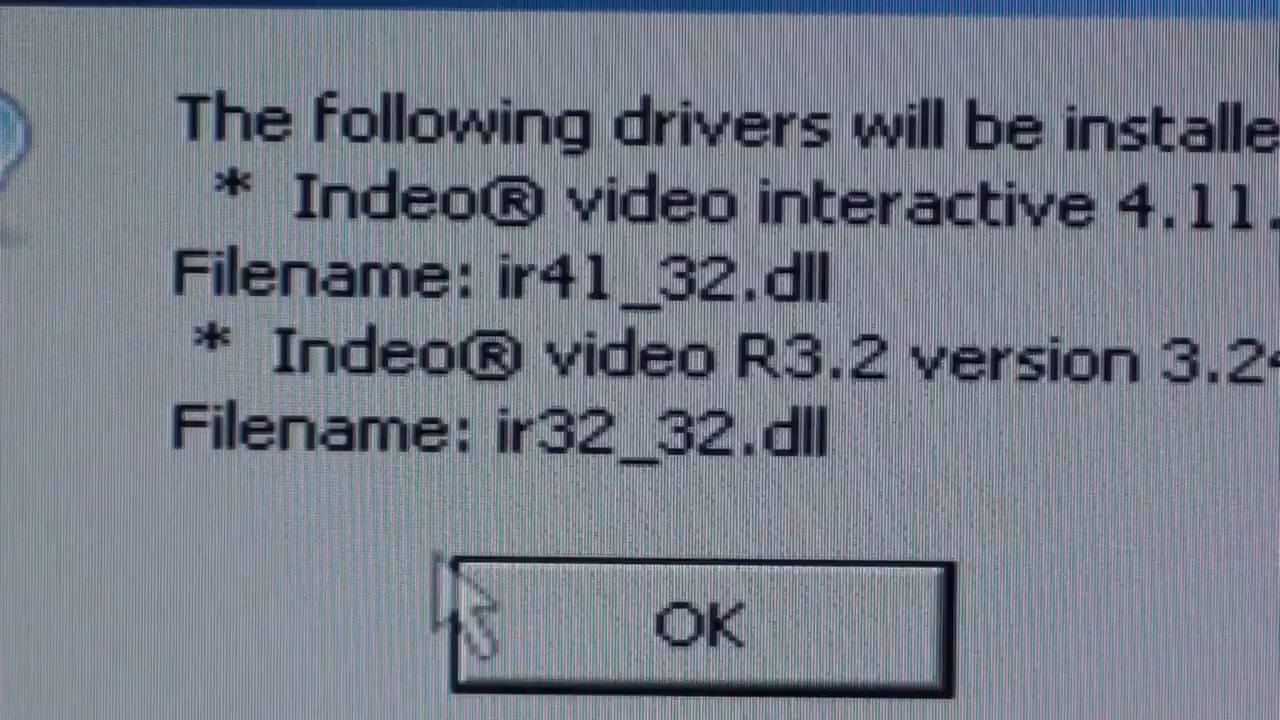 The following drivers will be installe
* Indeo® video interactive 4.11.
Filename: ir41_32.dll
* Indeo® video R3.2 version 3.24
Filename: ir32_32.dll
OK